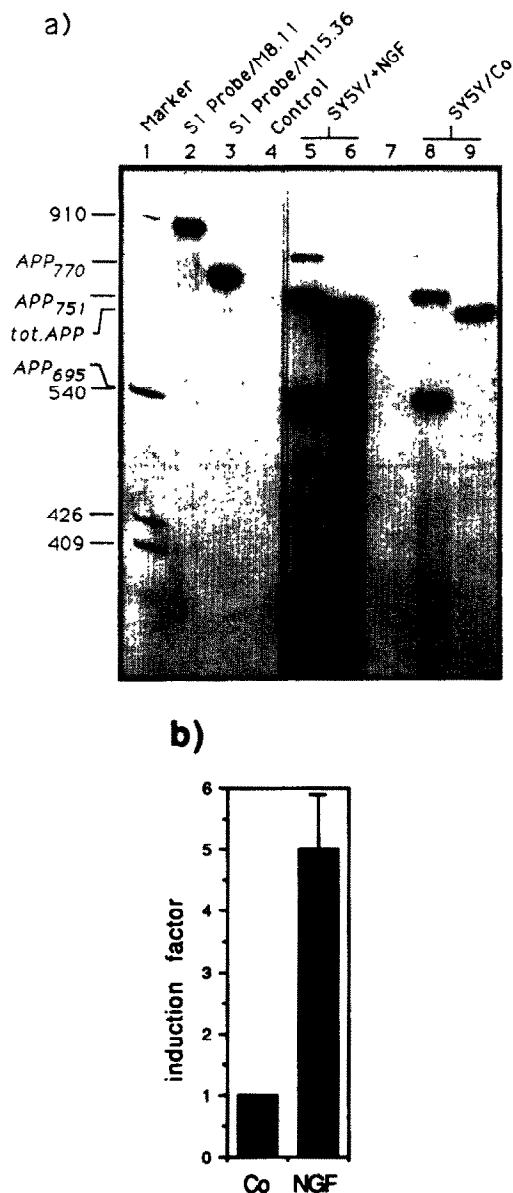 a)
Marker
S1 Probe/M8.11
S1 Probe/M15.36
Control
SY5Y/+NGF
SY5Y/Co
1 2 3 4 5 6 7 8 9
910
APP770
APP751
tot.APP
APP695
540
426
409
b)
6
5
4
3
2
1
0
induction factor
Co NGF